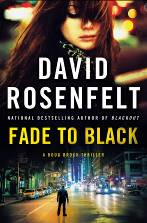 DAVID
ROSENFELT
NATIONAL BESTSELLING AUTHOR OF BLACKOUT
FADE TO BLACK
A DOUG BROCK THRILLER